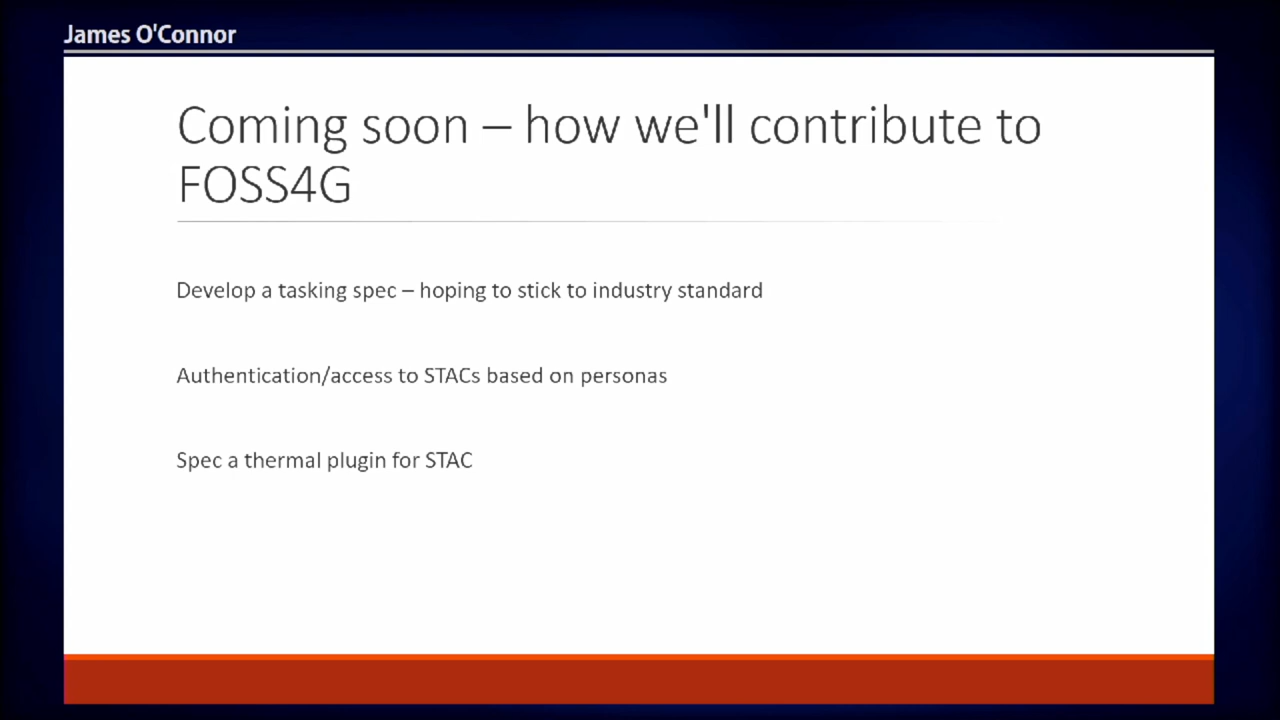 James O'Connor
Coming soon – how we'll contribute to
FOSS4G
Develop a tasking spec – hoping to stick to industry standard
Authentication/access to STACs based on personas
Spec a thermal plugin for STAC